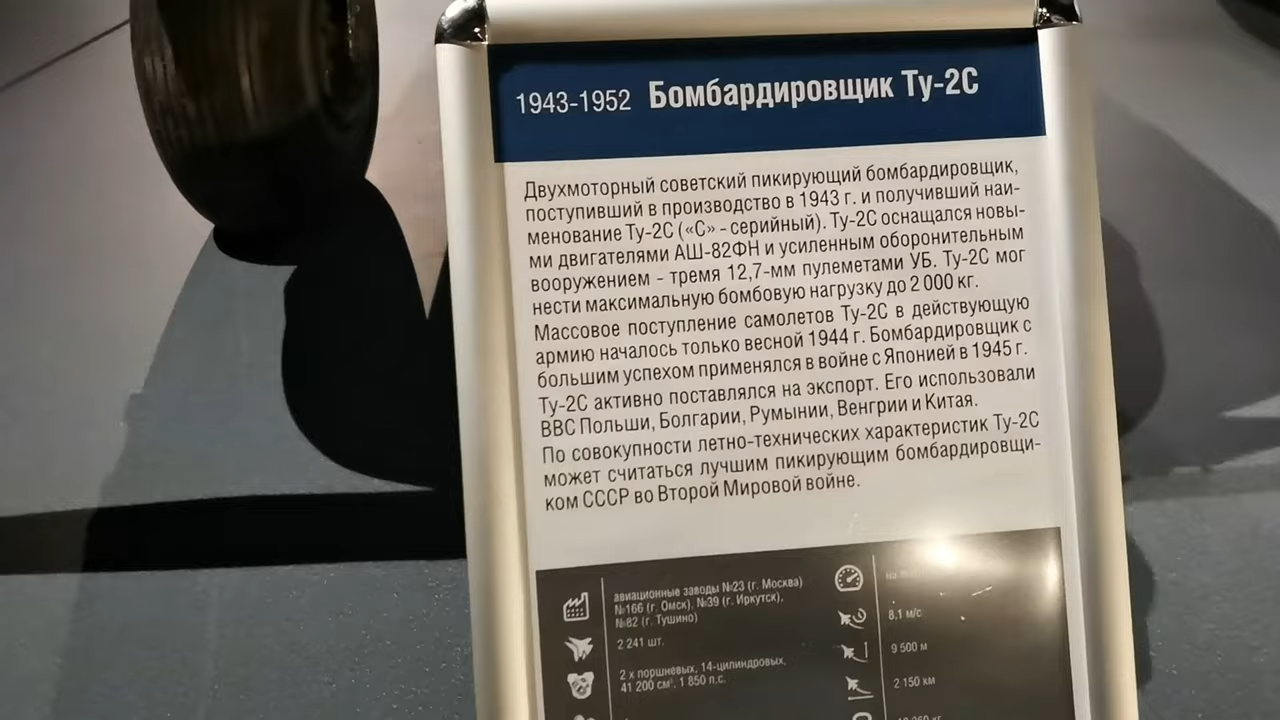 1943-1952 Бомбардировщик Ту-2С
Двухмоторный советский пикирующий бомбардировщик,
поступивший в производство в 1943 г. и получивший наи-
менование Ту-2С («С» - серийный). Ту-2С оснащался новы-
ми двигателями АШ-82ФН и усиленным оборонительным
вооружением - тремя 12,7-мм пулеметами УБ. Ту-2С мог
нести максимальную бомбовую нагрузку до 2 000 кг.
Массовое поступление самолетов Ту-2С в действующую
армию началось только весной 1944 г. Бомбардировщик с
большим успехом применялся в войне с Японией в 1945 г.
Ту-2С активно поставлялся на экспорт. Его использовали
ВВС Польши, Болгарии, Румынии, Венгрии и Китая.
По совокупности летно-технических характеристик Ту-2С
может считаться лучшим пикирующим бомбардировщи-
ком СССР во Второй Мировой войне.
авиационные заводы №23 (г. Москва)
№166 (г. Омск), №39 (г. Иркутск),
№82 (г. Тушино)
2 241 шт.
2 х поршневых, 14-цилиндровых,
41 200 см³, 1 850 л.с.
8,1 м/с
9 500 м
2 150 км